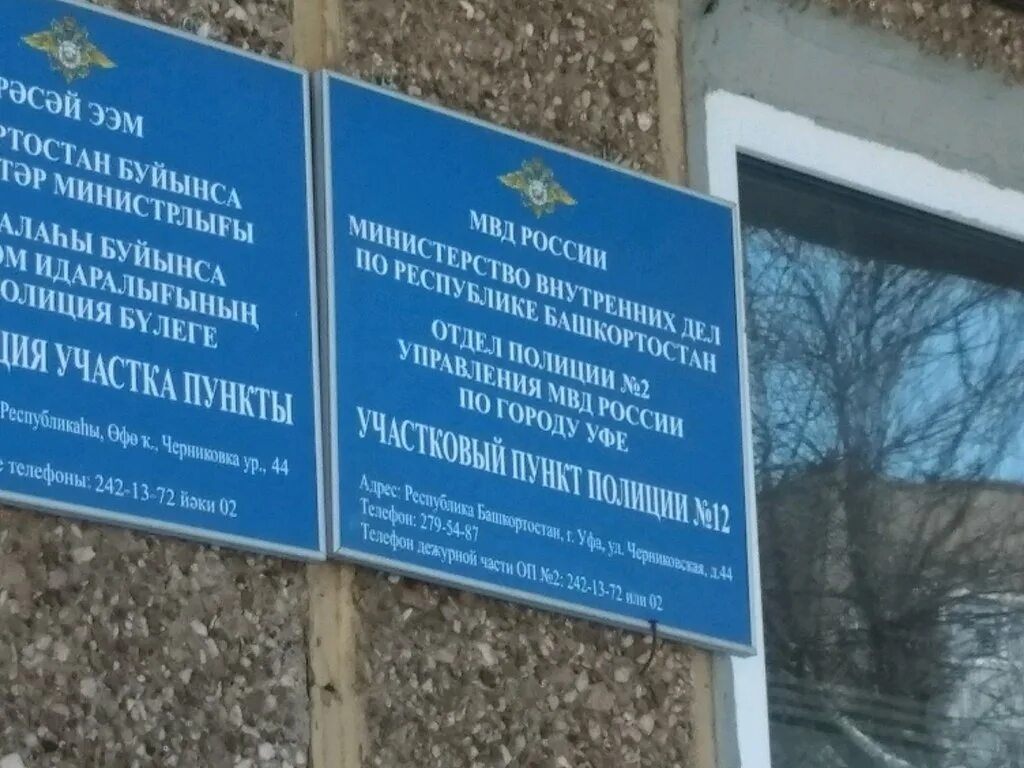 РӘСӘЙ ЭЭМ
РТОСТАН БУЙЫНСА
ТӘР МИНИСТРЛЫҒЫ
АЛАҺЫ БУЙЫНСА
ЭМ ИДАРАЛЫҒЫНЫҢ
ОЛИЦИЯ БҮЛЕГЕ
ЦИЯ УЧАСТКА ПУНКТЫ
Республикаһы, Өфө ҡ., Черниковка ур., 44
е телефоны: 242-13-72 йәки 02
МВД РОССИИ
МИНИСТЕРСТВО ВНУТРЕННИХ ДЕЛ
ПО РЕСПУБЛИКЕ БАШКОРТОСТАН
ОТДЕЛ ПОЛИЦИИ №2
УПРАВЛЕНИЯ МВД РОССИИ
ПО ГОРОДУ УФЕ
УЧАСТКОВЫЙ ПУНКТ ПОЛИЦИИ №12
Адрес: Республика Башкортостан, г. Уфа, ул. Черниковская, д.44
Телефон: 279-54-87
Телефон дежурной части ОП №2: 242-13-72 или 02